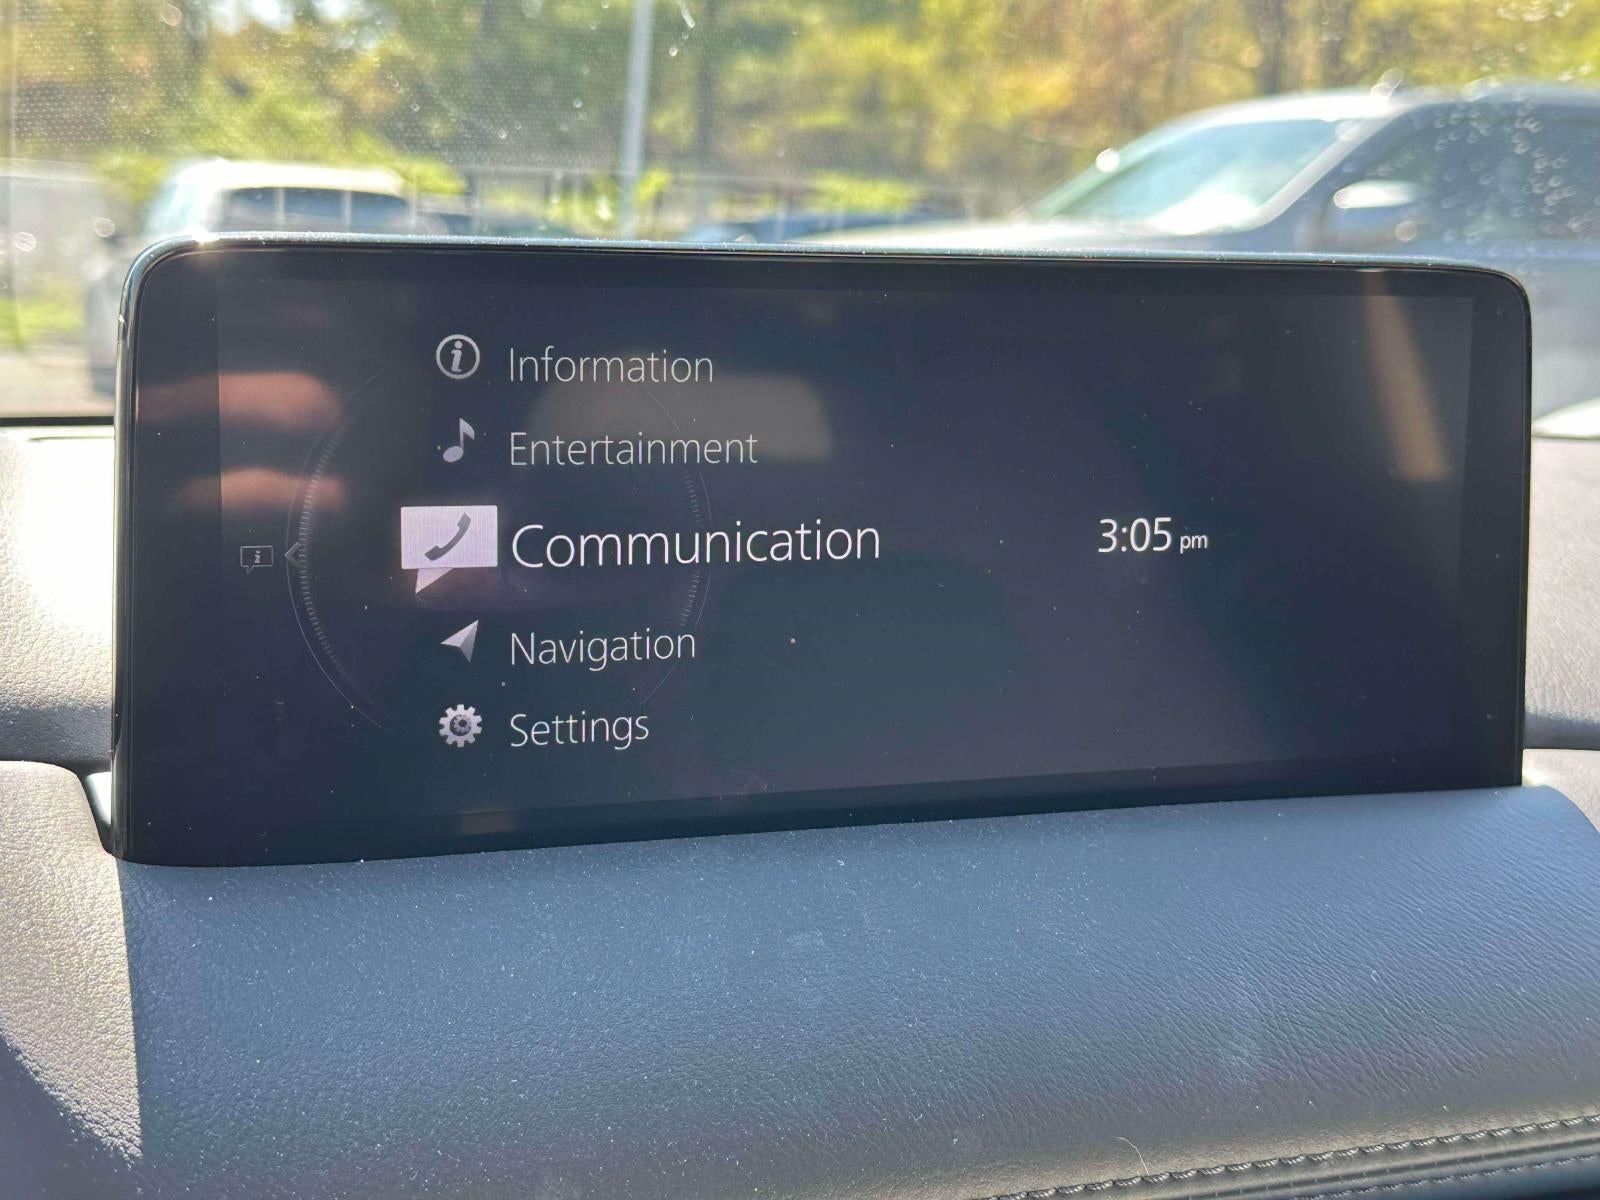 Information
Entertainment
Communication
3:05 pm
Navigation
Settings